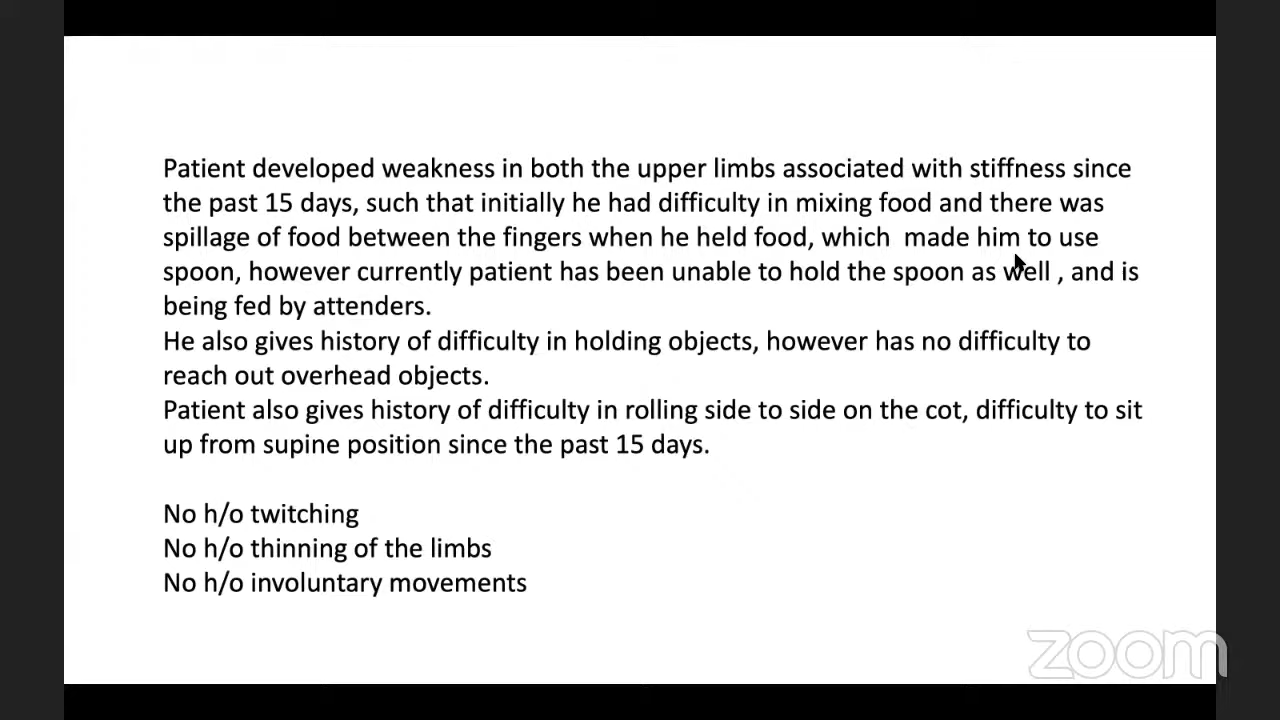 Patient developed weakness in both the upper limbs associated with stiffness since
the past 15 days, such that initially he had difficulty in mixing food and there was
spillage of food between the fingers when he held food, which  made him to use
spoon, however currently patient has been unable to hold the spoon as well , and is
being fed by attenders.
He also gives history of difficulty in holding objects, however has no difficulty to
reach out overhead objects.
Patient also gives history of difficulty in rolling side to side on the cot, difficulty to sit
up from supine position since the past 15 days.
No h/o twitching
No h/o thinning of the limbs
No h/o involuntary movements
zoom